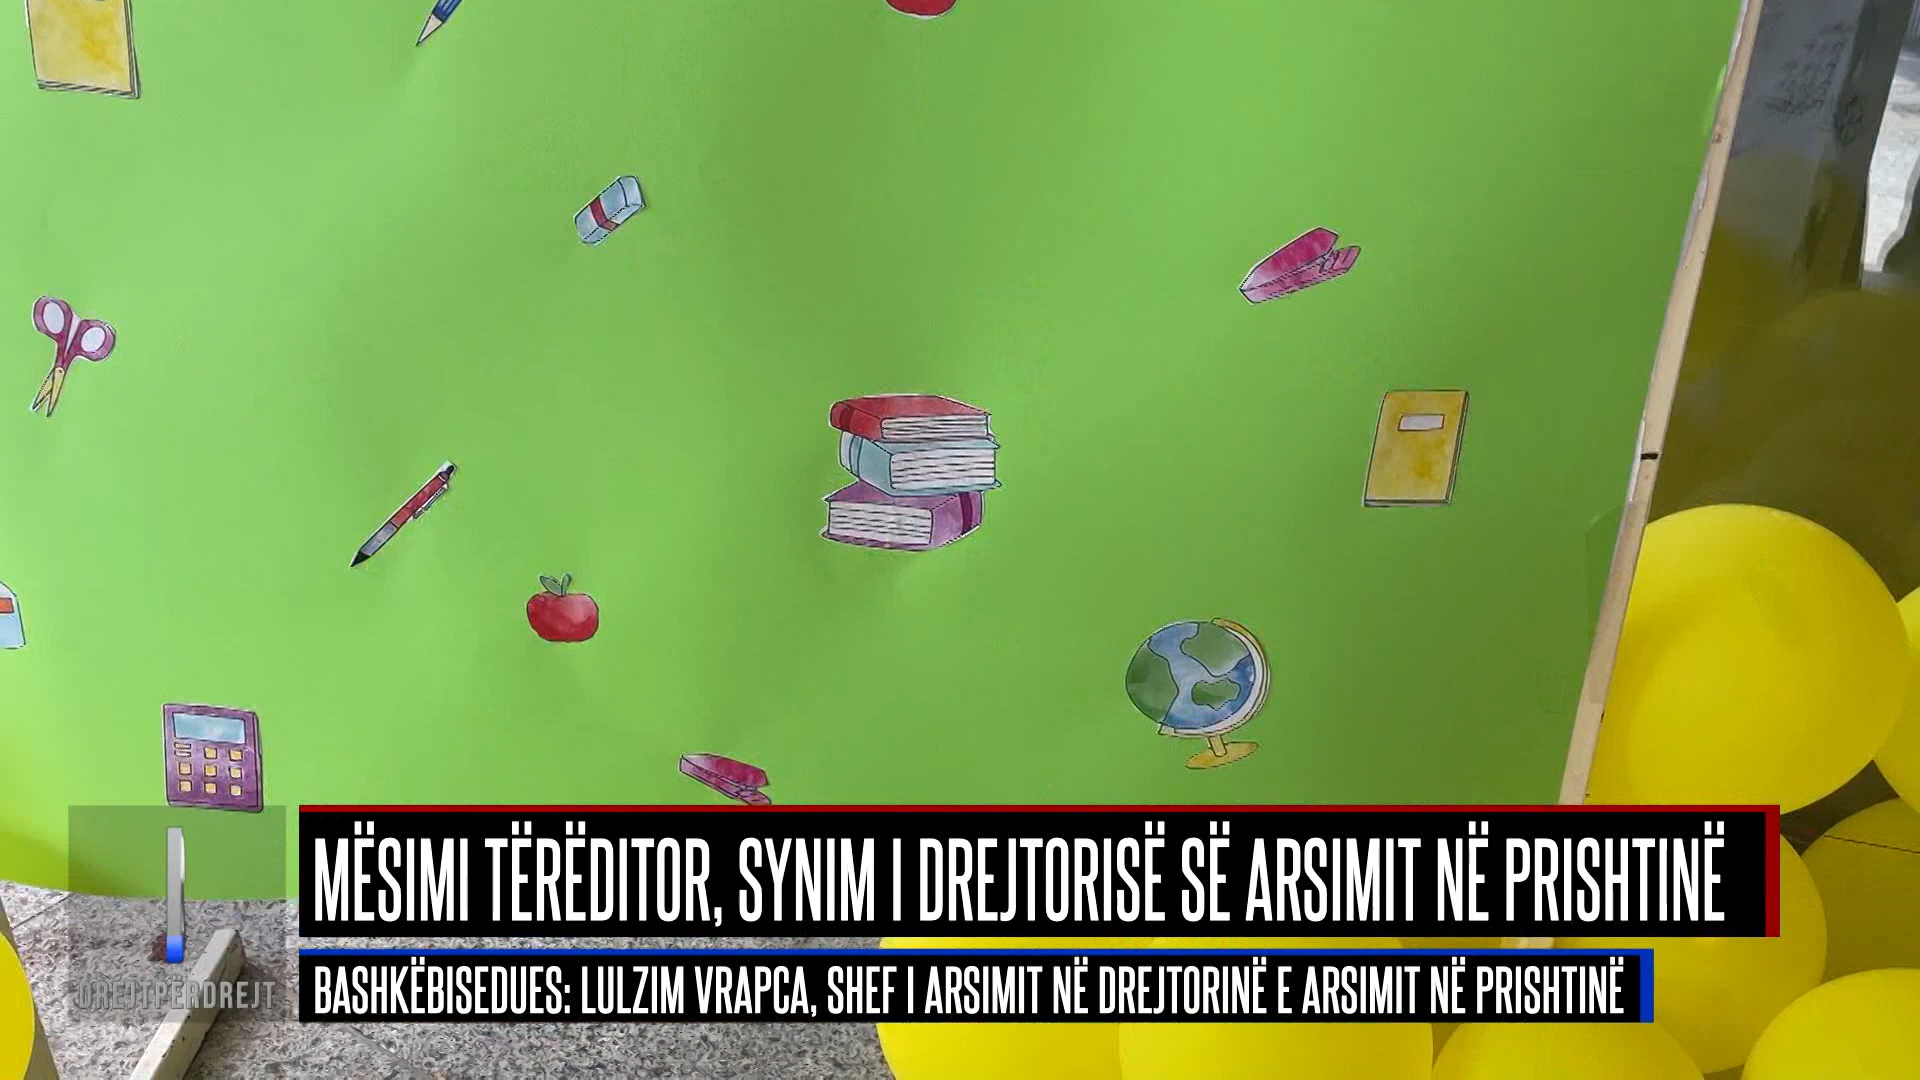 MËSIMI TËRËDITOR, SYNIM I DREJTORISË SË ARSIMIT NË PRISHTINË
BASHKËBISEDUES: LULZIM VRAPCA, SHEF I ARSIMIT NË DREJTORINË E ARSIMIT NË PRISHTINË
DREJTPËRDREJT